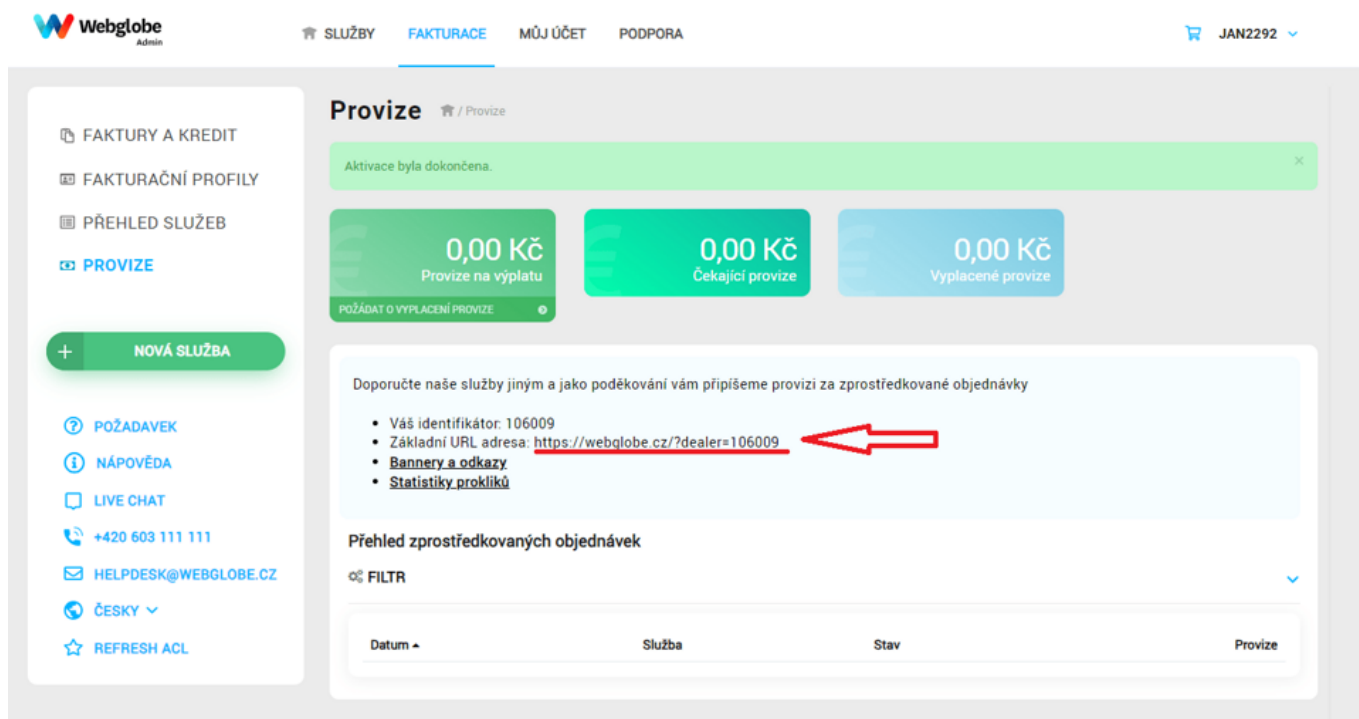 Webglobe
Admin
SLUŽBY
FAKTURACE
MŮJ ÚČET
PODPORA
JAN2292
FAKTURY A KREDIT
FAKTURAČNÍ PROFILY
PŘEHLED SLUŽEB
PROVIZE
+ NOVÁ SLUŽBA
POŽADAVEK
NÁPOVĚDA
LIVE CHAT
+420 603 111 111
HELPDESK@WEBGLOBE.CZ
ČESKY
REFRESH ACL
Provize / Provize
Aktivace byla dokončena. ×
0,00 Kč
Provize na výplatu
POŽÁDAT O VYPLACENÍ PROVIZE
0,00 Kč
Čekající provize
0,00 Kč
Vyplacené provize
Doporučte naše služby jiným a jako poděkování vám připíšeme provizi za zprostředkované objednávky
• Váš identifikátor: 106009
• Základní URL adresa: https://webglobe.cz/?dealer=106009
• Bannery a odkazy
• Statistiky prokliků
Přehled zprostředkovaných objednávek
FILTR
Datum Služba Stav Provize